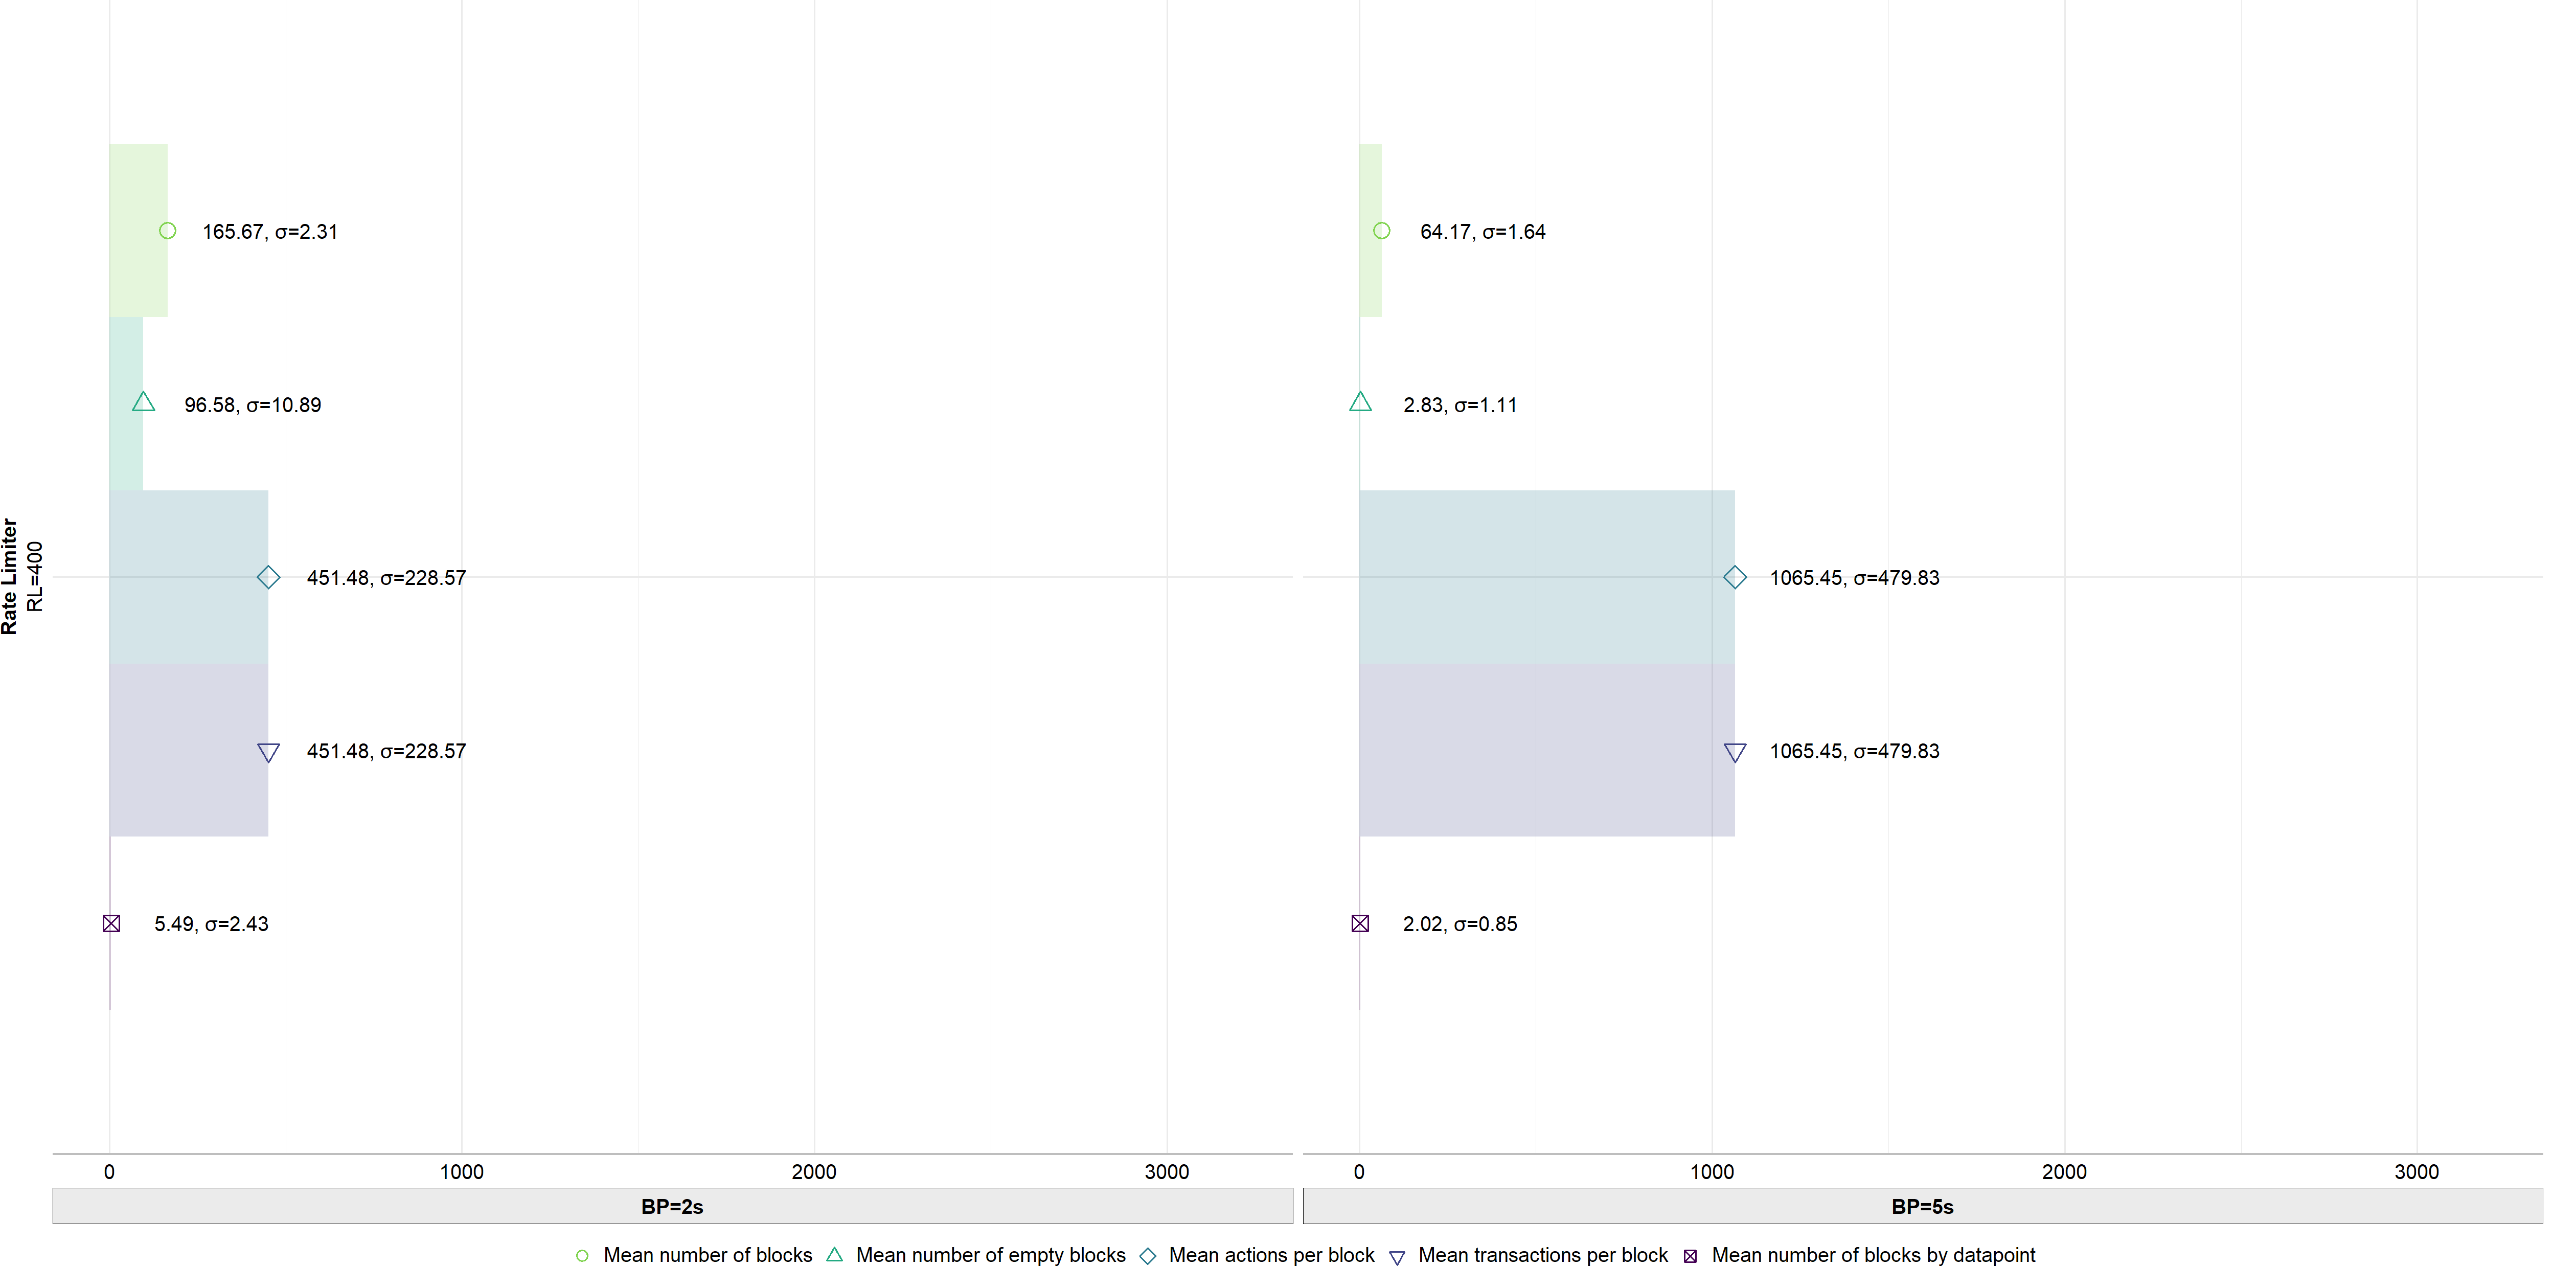 Rate Limiter
RL=400
165.67, σ=2.31
96.58, σ=10.89
451.48, σ=228.57
451.48, σ=228.57
5.49, σ=2.43
0 1000 2000 3000
BP=2s
64.17, σ=1.64
2.83, σ=1.11
1065.45, σ=479.83
1065.45, σ=479.83
2.02, σ=0.85
0 1000 2000 3000
BP=5s
Mean number of blocks Mean number of empty blocks Mean actions per block Mean transactions per block Mean number of blocks by datapoint